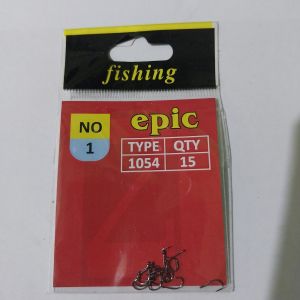 fishing
NO
1
epic
TYPE QTY
1054 15